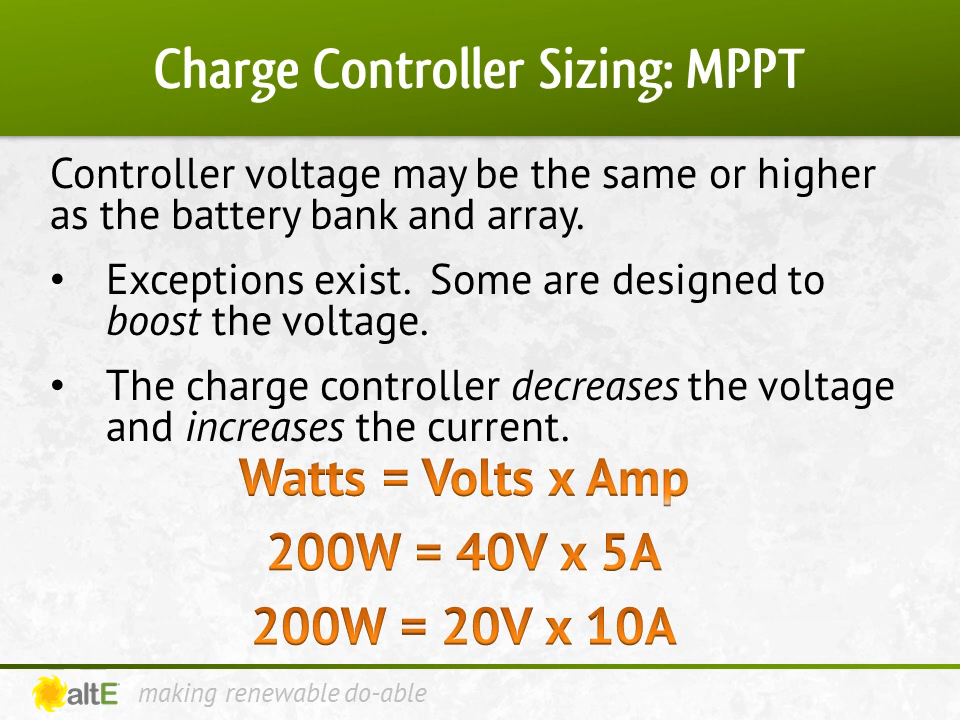 Charge Controller Sizing: MPPT
Controller voltage may be the same or higher
as the battery bank and array.
• Exceptions exist. Some are designed to
boost the voltage.
• The charge controller decreases the voltage
and increases the current.
Watts = Volts x Amp
200W = 40V x 5A
200W = 20V x 10A
altE making renewable do-able